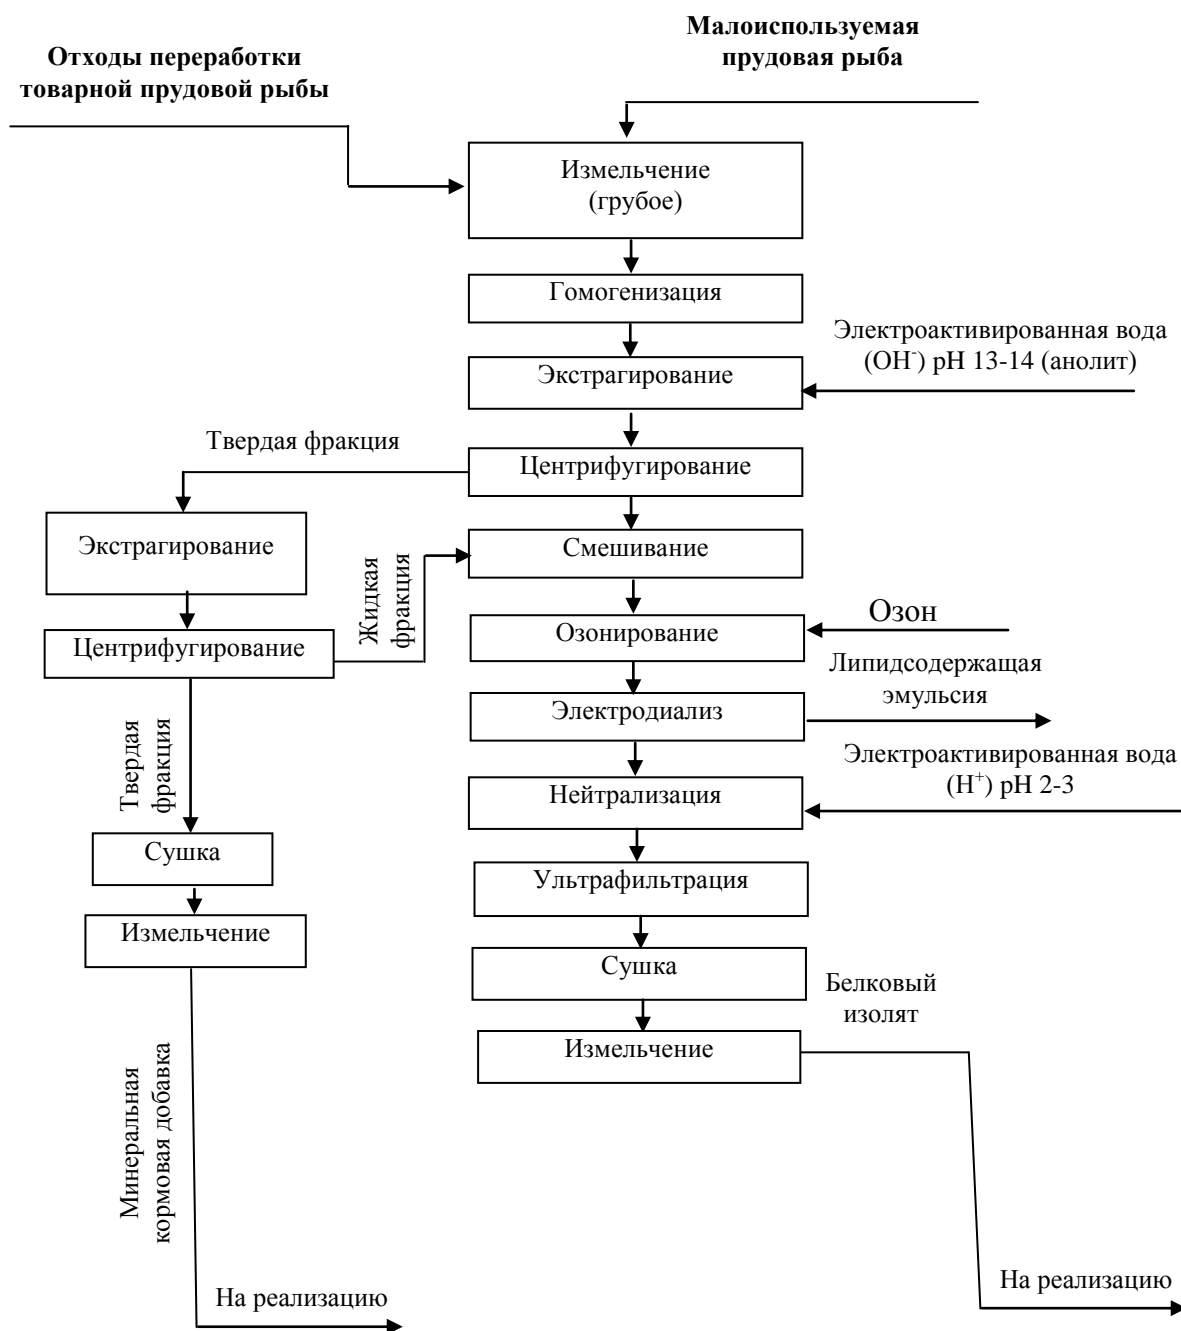 Отходы переработки
товарной прудовой рыбы
Малоиспользуемая
прудовая рыба
Измельчение
(грубое)
Гомогенизация
Электроактивированная вода
(OH⁻) pH 13-14 (анолит)
Экстрагирование
Твердая фракция
Центрифугирование
Экстрагирование
Смешивание
Жидкая
фракция
Озон
Озонирование
Центрифугирование
Липидсодержащая
эмульсия
Электродиализ
Твердая
фракция
Электроактивированная вода
(H⁺) pH 2-3
Нейтрализация
Сушка
Ультрафильтрация
Измельчение
Сушка
Белковый
изолят
Измельчение
Минеральная
кормовая добавка
На реализацию
На реализацию